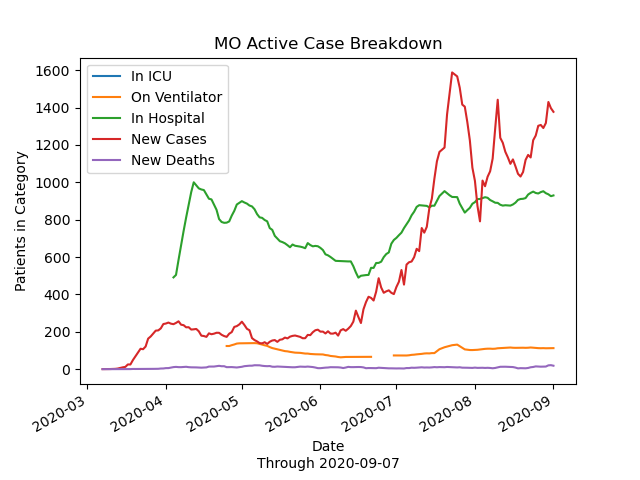 MO Active Case Breakdown
In ICU
On Ventilator
In Hospital
New Cases
New Deaths
Patients in Category
1600
1400
1200
1000
800
600
400
200
0
2020-03
2020-04
2020-05
2020-06
2020-07
2020-08
2020-09
Date
Through 2020-09-07